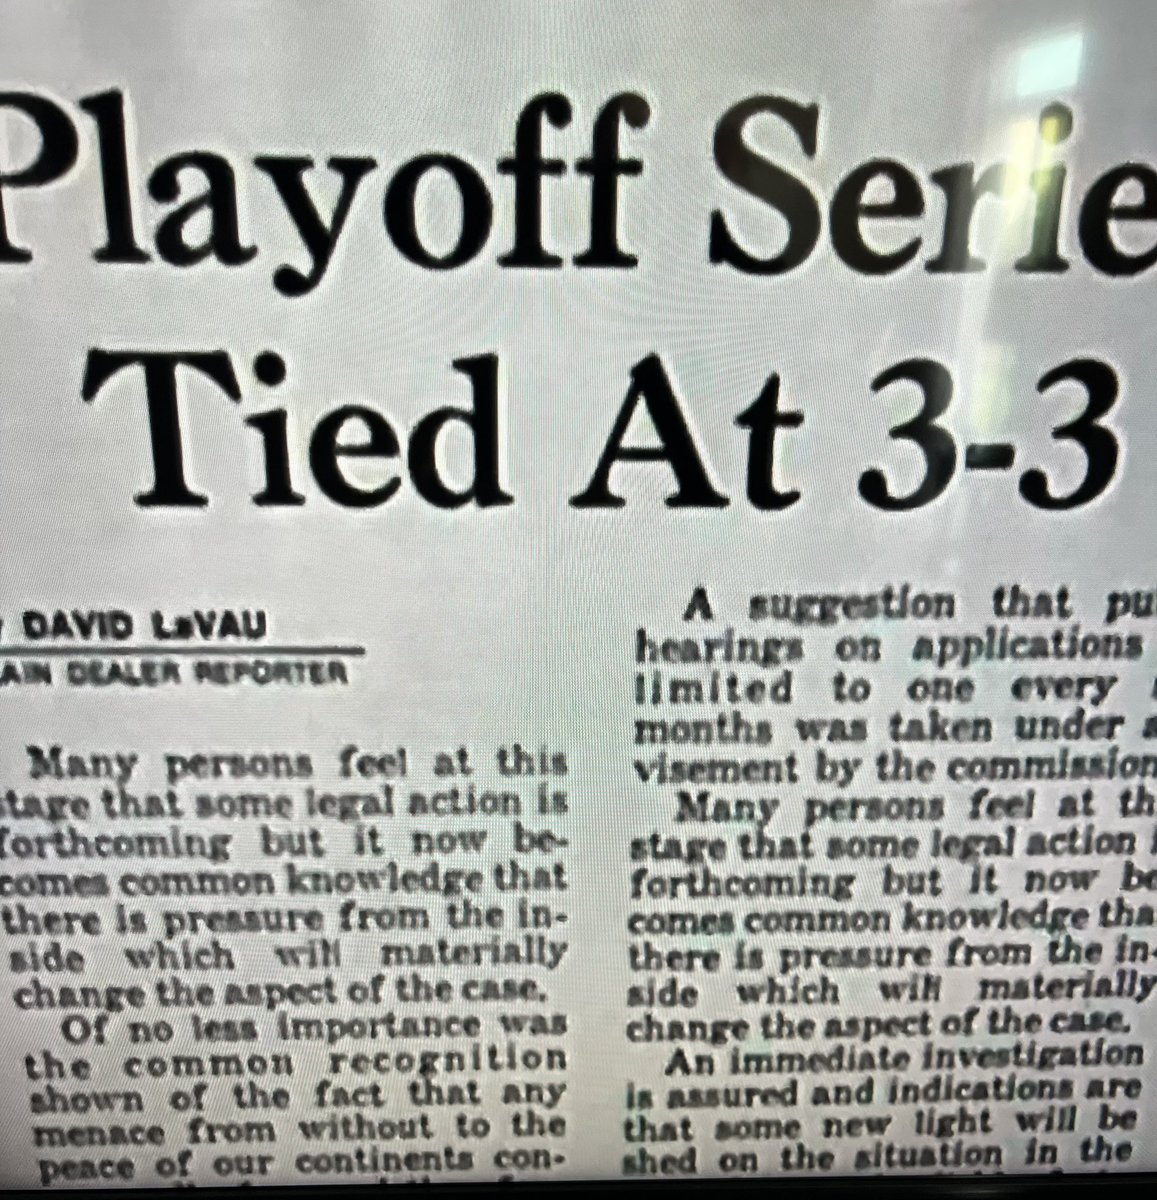 Playoff Serie
Tied At 3-3
DAVID LaVAU
AIN DEALER REPORTER
Many persons feel at this
stage that some legal action is
forthcoming but it now be-
comes common knowledge that
there is pressure from the in-
side which will materially
change the aspect of the case.
Of no less importance was
the common recognition
shown of the fact that any
menace from without to the
peace of our continents con-
A suggestion that pu
hearings on applications
limited to one every
months was taken under a
visement by the commission
Many persons feel at th
stage that some legal action i
forthcoming but it now be
comes common knowledge tha
there is pressure from the in-
side which will materially
change the aspect of the case.
An immediate investigation
is assured and indications are
that some new light will be
shed on the situation in the